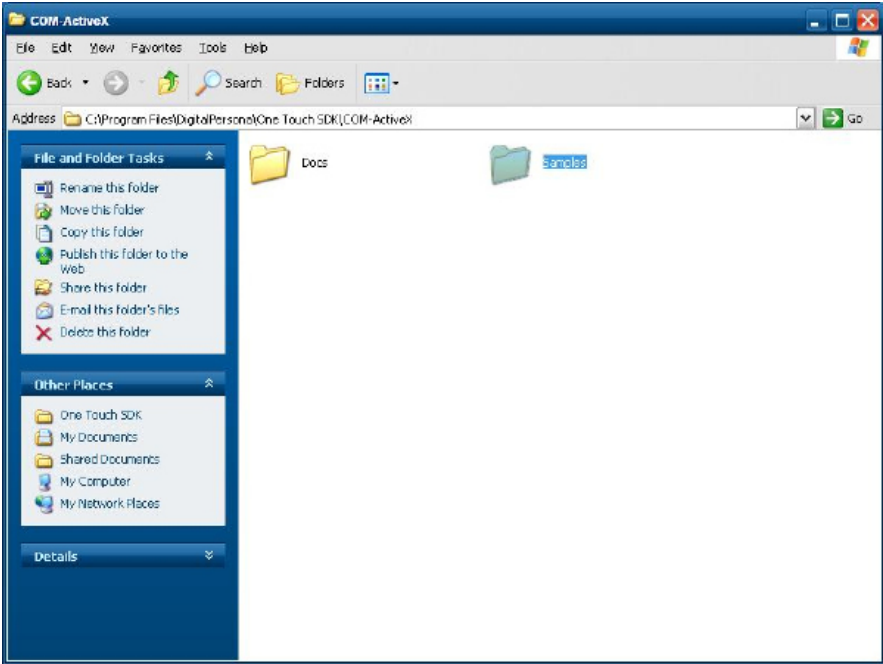 COM-ActiveX
File Edit View Favorites Tools Help
Back Search Folders
Address C:\Program Files\DigitalPersona\One Touch SDK\COM-ActiveX Go
File and Folder Tasks
Rename this folder
Move this folder
Copy this folder
Publish this folder to the
Web
Share this folder
E-mail this folder's files
Delete this folder
Other Places
One Touch SDK
My Documents
Shared Documents
My Computer
My Network Places
Details
Docs
Samples